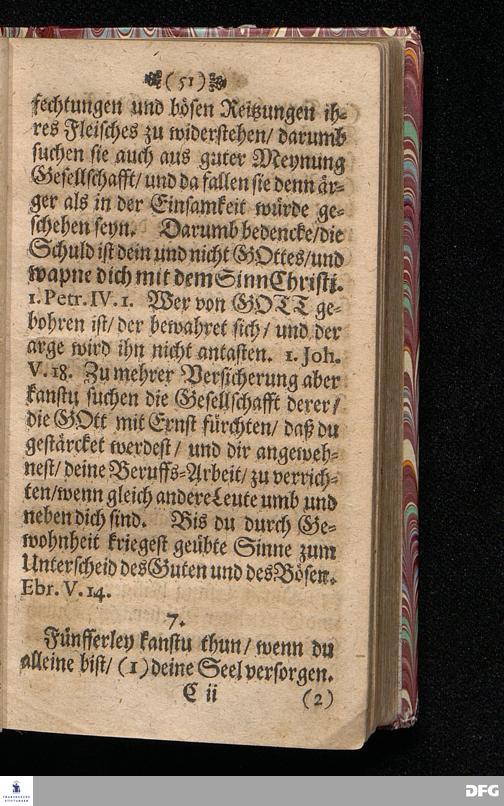 (51)
fechtungen und bösen Reitzungen ih-
res Fleisches zu widerstehen/ darumb
suchen sie auch aus guter Meynung
Gesellschafft/ und da fallen sie denn är-
ger als in der Einsamkeit würde ge-
schehen seyn. Darumb bedencke/ die
Schuld ist dein und nicht GOttes/ und
wapne dich mit dem Sinn Christi.
1. Petr. IV. 1. Wer von GOTT ge-
bohren ist/ der bewahret sich/ und der
arge wird ihn nicht antasten. 1. Joh.
V. 18. Zu mehrer Versicherung aber
kanstu suchen die Gesellschafft derer/
die GOtt mit Ernst fürchten/ daß du
gestärcket werdest/ und dir angeweh-
nest/ deine Beruffs-Arbeit/ zu verrich-
ten/ wenn gleich andere Leute umb und
neben dich sind. Bis du durch Ge-
wohnheit kriegest geübte Sinne zum
Unterscheid des Guten und des Bösen.
Ebr. V. 14.
7.
Fünfferley kanstu thun/ wenn du
alleine bist/ (1) deine Seel versorgen.
C ii (2)
FRANCKESCHE
STIFTUNGEN
DFG